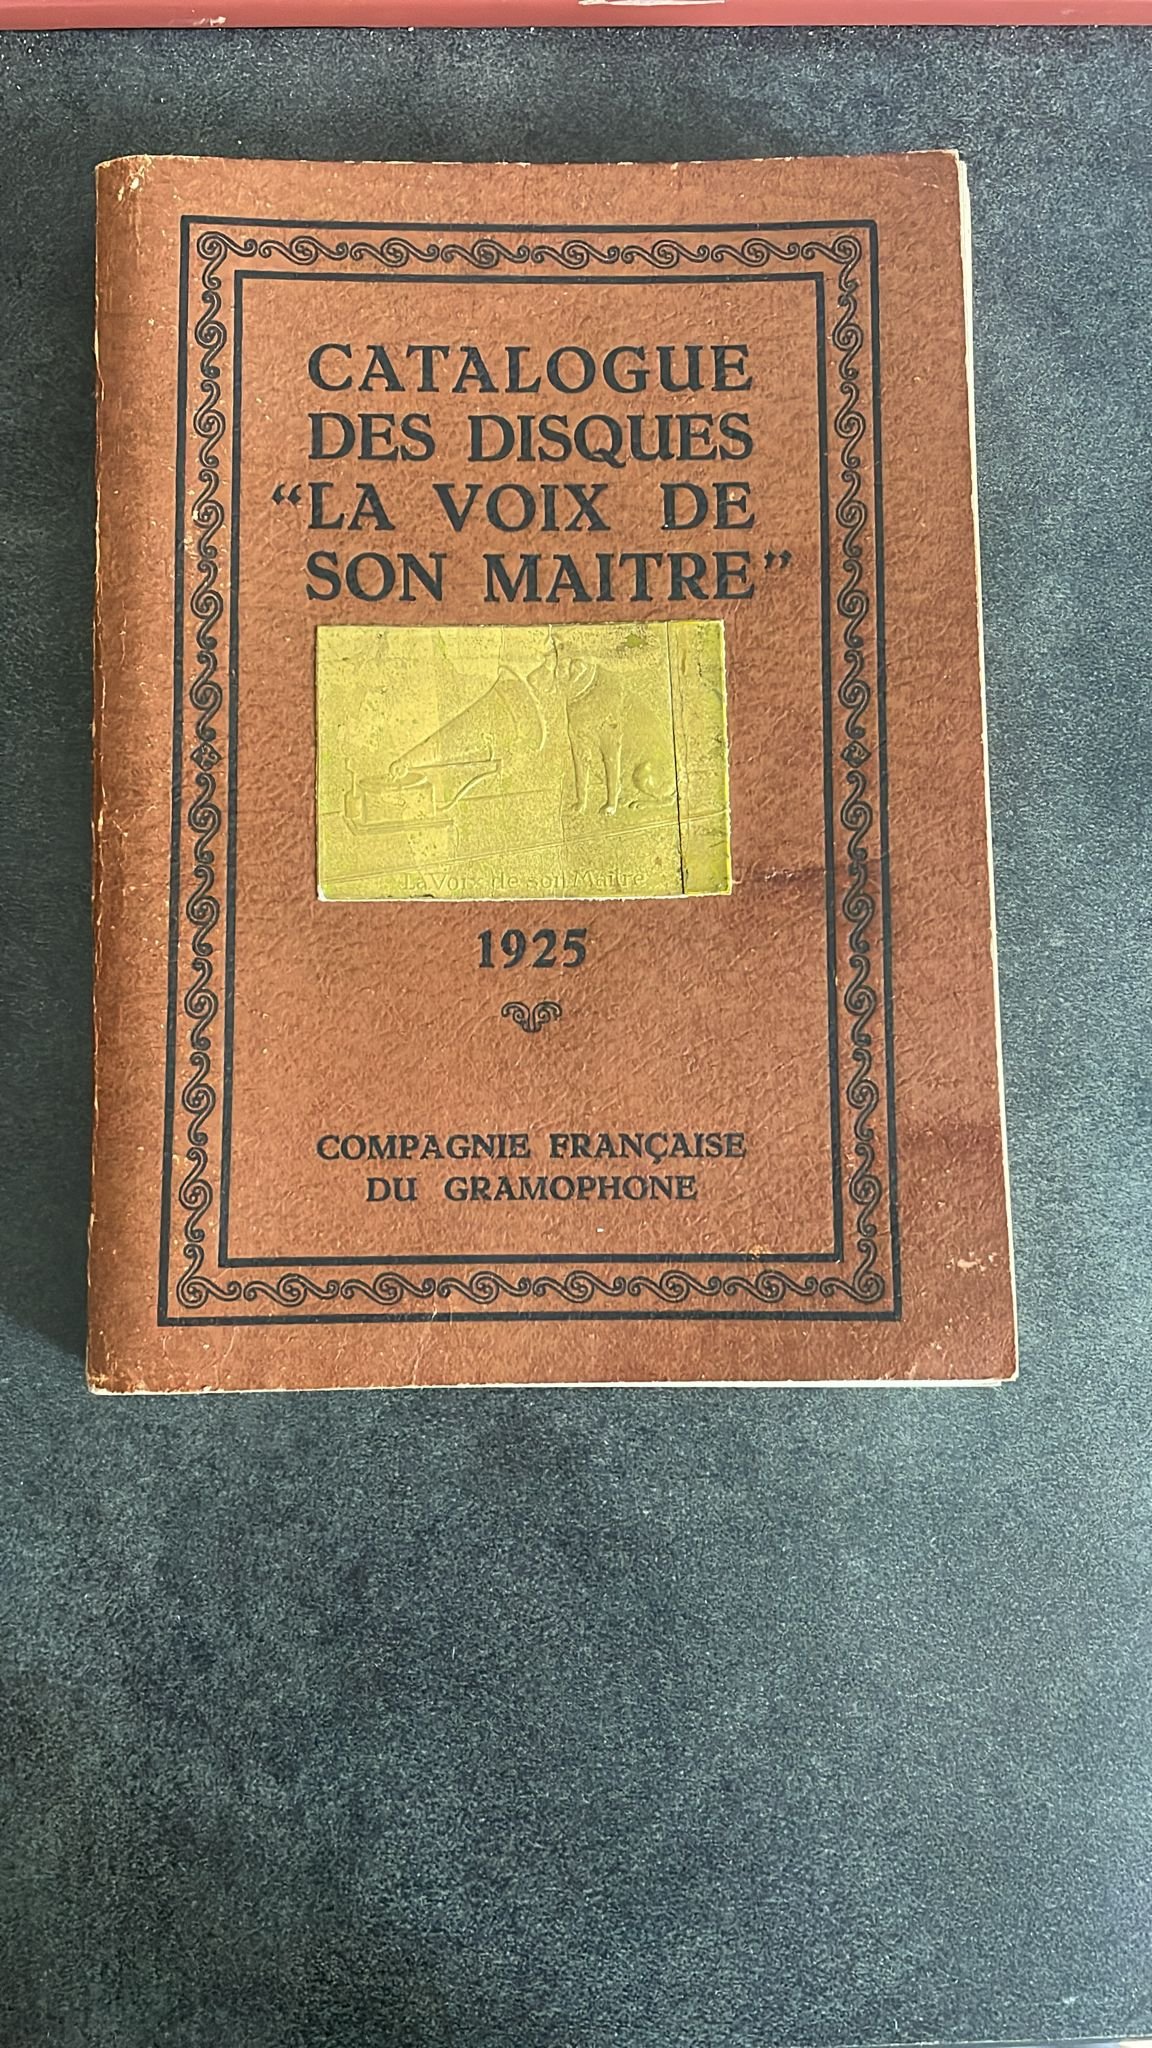 CATALOGUE
DES DISQUES
“LA VOIX DE
SON MAITRE”
La Voix de son Maître
1925
COMPAGNIE FRANÇAISE
DU GRAMOPHONE